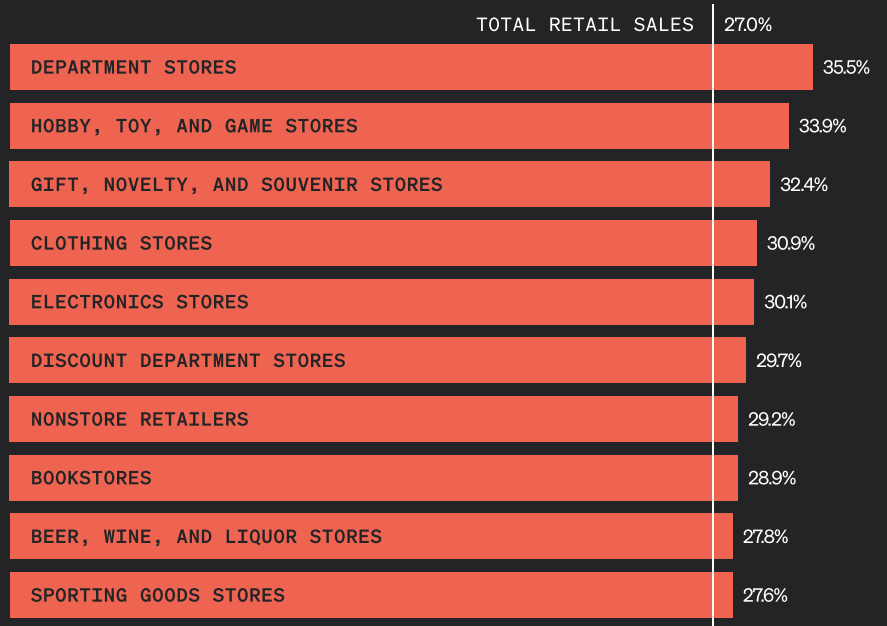 TOTAL RETAIL SALES 27.0%
DEPARTMENT STORES 35.5%
HOBBY, TOY, AND GAME STORES 33.9%
GIFT, NOVELTY, AND SOUVENIR STORES 32.4%
CLOTHING STORES 30.9%
ELECTRONICS STORES 30.1%
DISCOUNT DEPARTMENT STORES 29.7%
NONSTORE RETAILERS 29.2%
BOOKSTORES 28.9%
BEER, WINE, AND LIQUOR STORES 27.8%
SPORTING GOODS STORES 27.6%